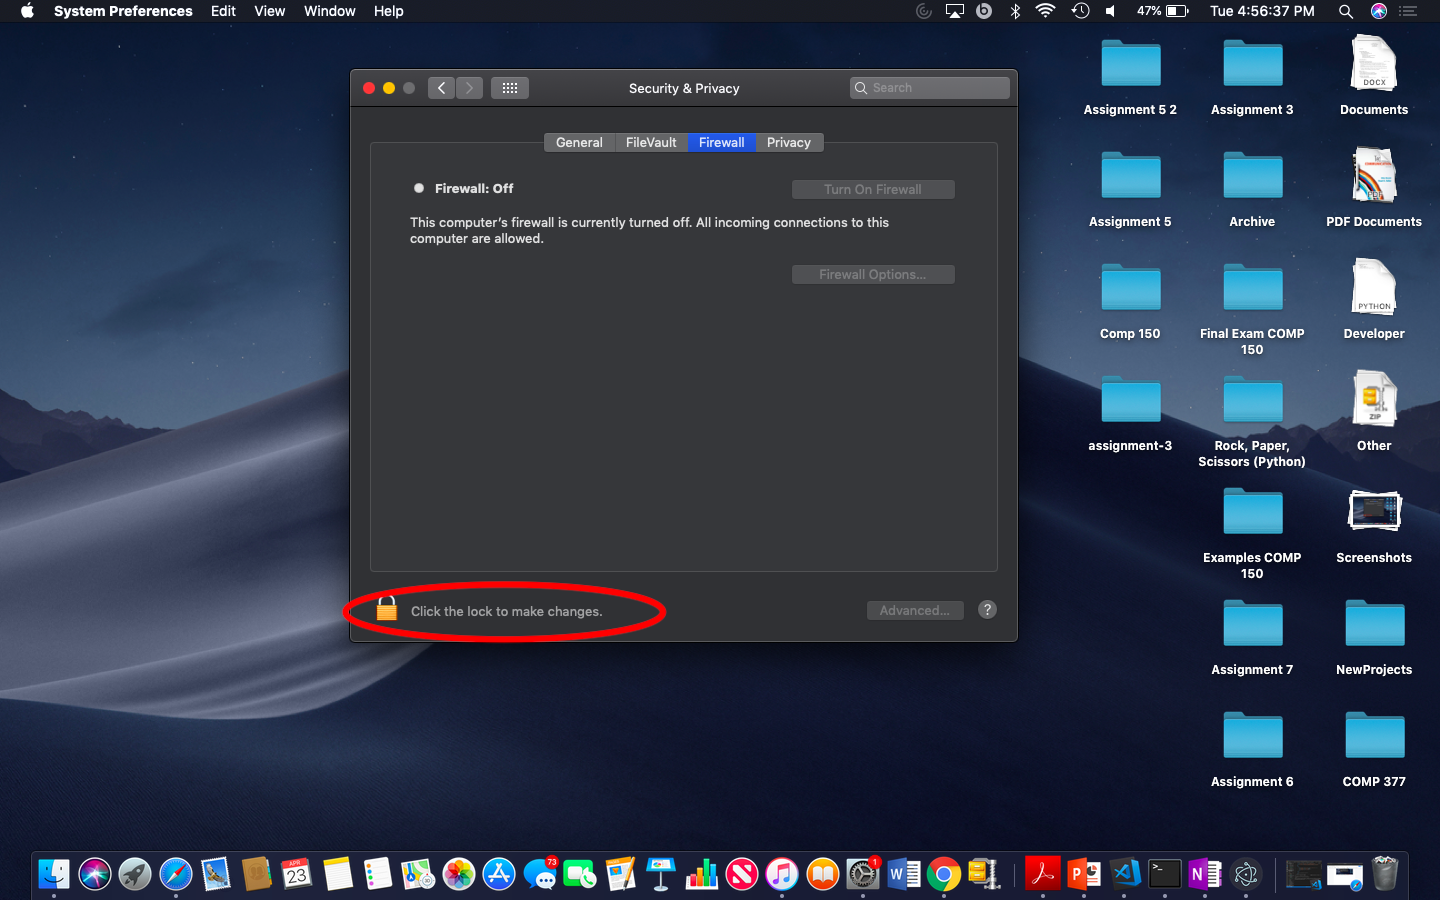 System Preferences Edit View Window Help
47% Tue 4:56:37 PM
Security & Privacy
Search
General FileVault Firewall Privacy
Firewall: Off
Turn On Firewall
This computer's firewall is currently turned off. All incoming connections to this
computer are allowed.
Firewall Options...
Click the lock to make changes.
Advanced...
?
Assignment 5 2
Assignment 3
DOCX
Documents
Assignment 5
Archive
PDF
PDF Documents
Comp 150
Final Exam COMP
150
PYTHON
Developer
assignment-3
Rock, Paper,
Scissors (Python)
ZIP
Other
Examples COMP
150
Screenshots
Assignment 7
NewProjects
Assignment 6
COMP 377
APR
23
73
1
W
P
N